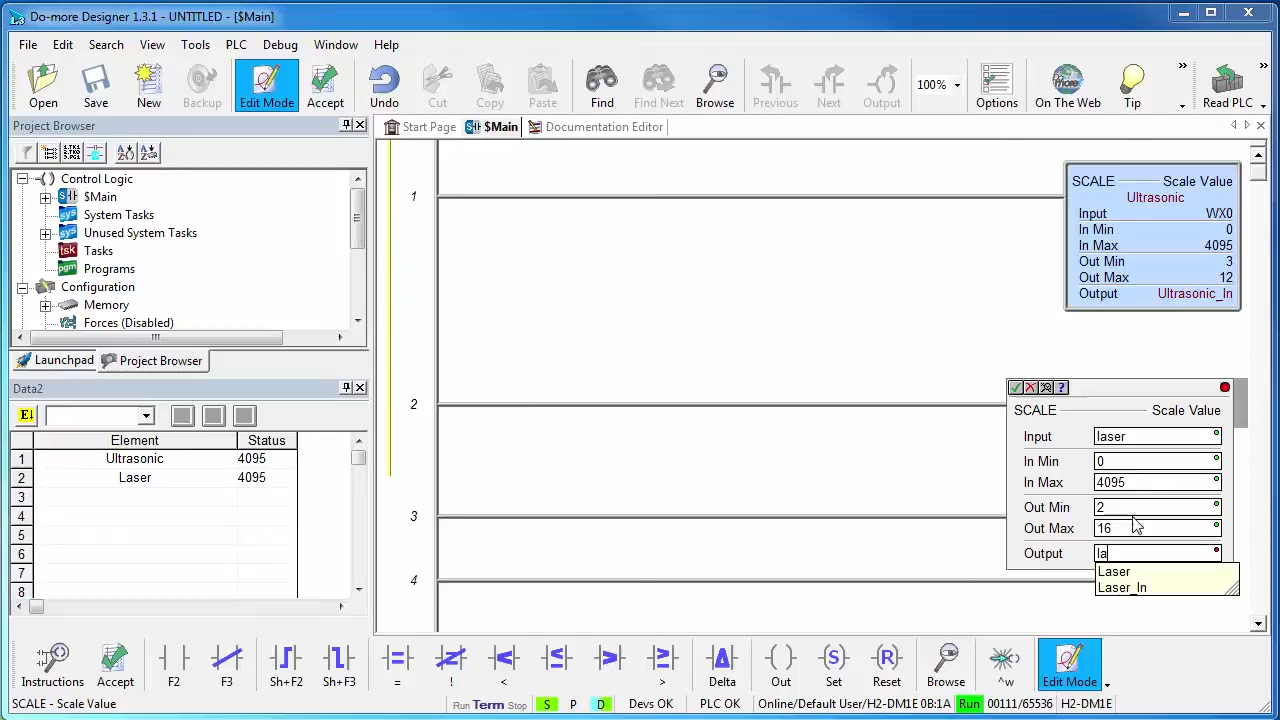 Do-more Designer 1.3.1 - UNTITLED - [$Main]
File Edit Search View Tools PLC Debug Window Help
Open Save New Backup Edit Mode Accept Undo Cut Copy Paste Find Find Next Browse Previous Next Output 100% Options On The Web Tip Read PLC
Project Browser
Start Page $Main Documentation Editor
Control Logic
$Main
System Tasks
Unused System Tasks
Tasks
Programs
Configuration
Memory
Forces (Disabled)
Launchpad Project Browser
Data2
Element Status
1 Ultrasonic 4095
2 Laser 4095
3
4
5
6
7
8
1
SCALE Scale Value
Ultrasonic
Input WX0
In Min 0
In Max 4095
Out Min 3
Out Max 12
Output Ultrasonic_In
2
SCALE Scale Value
Input laser
In Min 0
In Max 4095
Out Min 2
Out Max 16
Output la
Laser
Laser_In
3
4
Instructions Accept F2 F3 Sh+F2 Sh+F3 = ! < > Delta Out Set Reset Browse ^w Edit Mode
SCALE - Scale Value Run Term Stop S P D Devs OK PLC OK Online/Default User/H2-DM1E 0B:1A Run 00111/65536 H2-DM1E